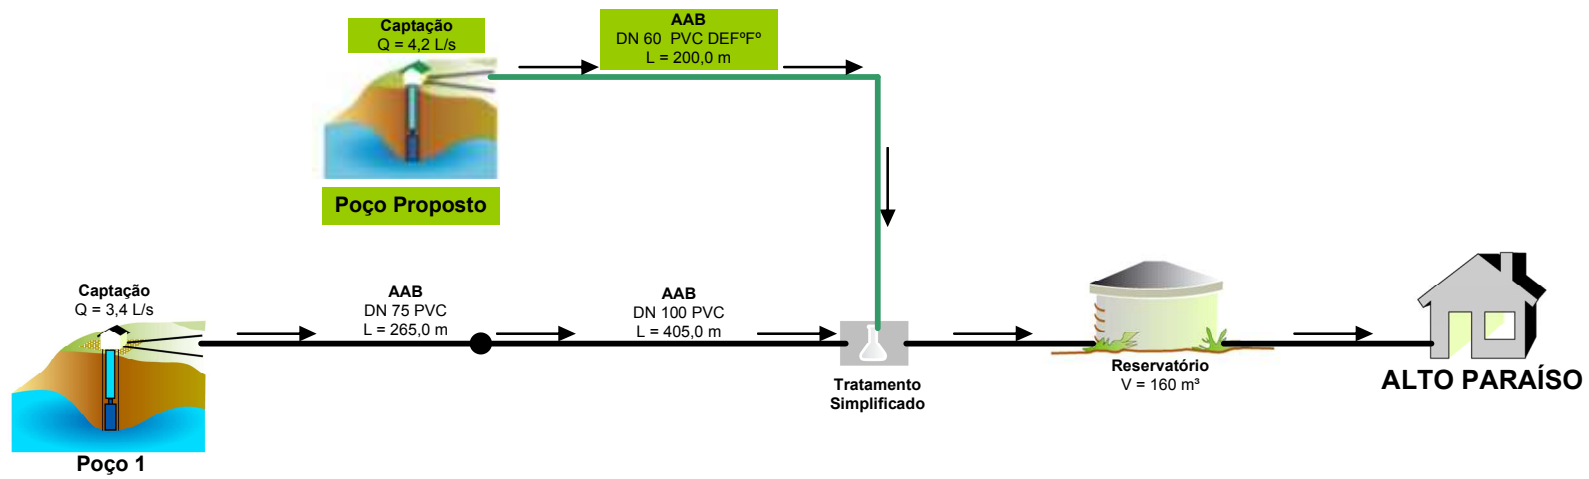 Captação
Q = 4,2 L/s
AAB
DN 60  PVC DEFºFº
L = 200,0 m
Poço Proposto
Captação
Q = 3,4 L/s
AAB
DN 75 PVC
L = 265,0 m
AAB
DN 100 PVC
L = 405,0 m
Tratamento
Simplificado
Reservatório
V = 160 m³
ALTO PARAÍSO
Poço 1